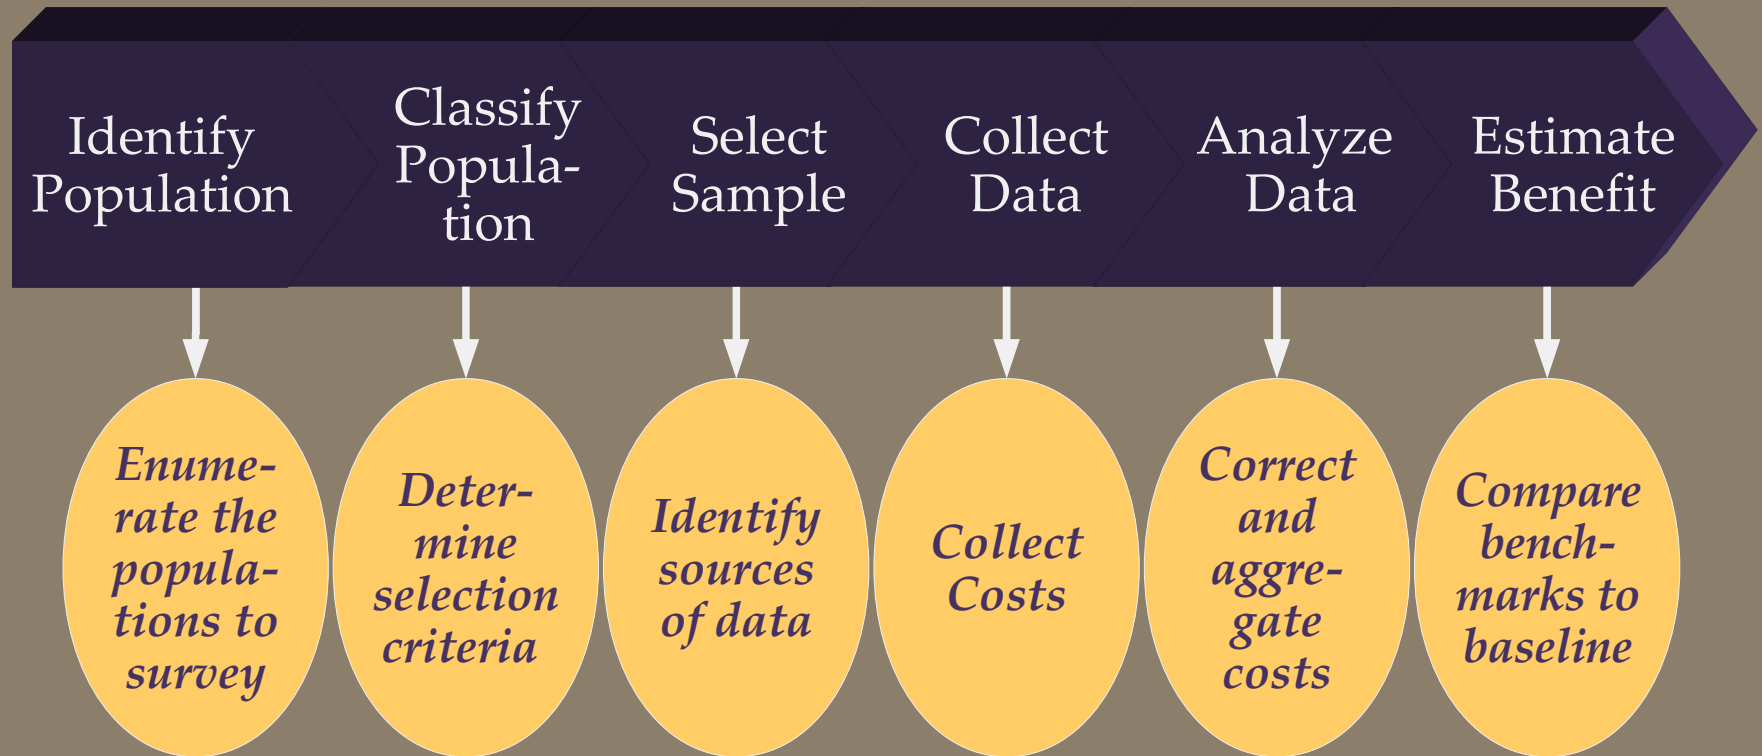 Identify
Population
Classify
Popula-
tion
Select
Sample
Collect
Data
Analyze
Data
Estimate
Benefit
Enume-
rate the
popula-
tions to
survey
Deter-
mine
selection
criteria
Identify
sources
of data
Collect
Costs
Correct
and
aggre-
gate
costs
Compare
bench-
marks to
baseline